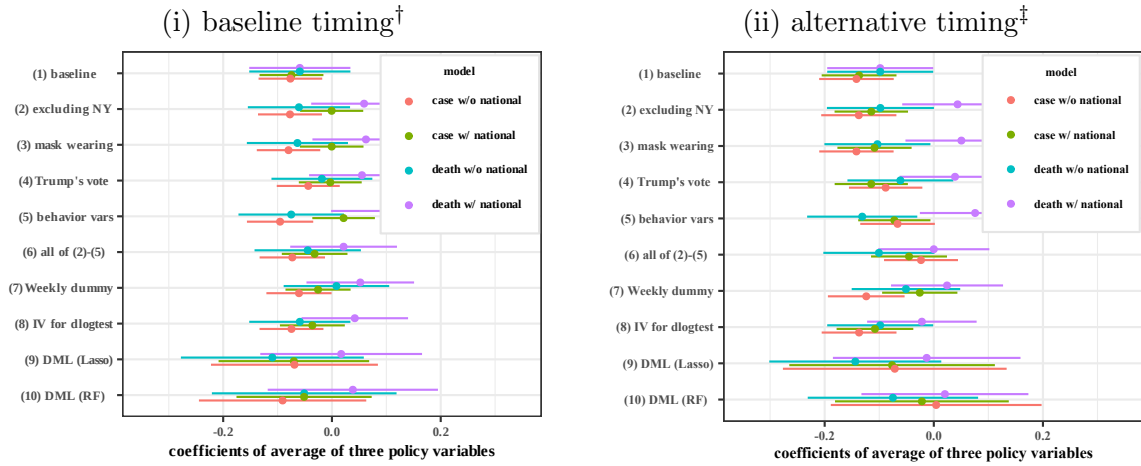 (i) baseline timing†
(1) baseline
(2) excluding NY
(3) mask wearing
(4) Trump's vote
(5) behavior vars
(6) all of (2)-(5)
(7) Weekly dummy
(8) IV for dlogtest
(9) DML (Lasso)
(10) DML (RF)
model
case w/o national
case w/ national
death w/o national
death w/ national
-0.2 0.0 0.2
coefficients of average of three policy variables
(ii) alternative timing‡
(1) baseline
(2) excluding NY
(3) mask wearing
(4) Trump's vote
(5) behavior vars
(6) all of (2)-(5)
(7) Weekly dummy
(8) IV for dlogtest
(9) DML (Lasso)
(10) DML (RF)
model
case w/o national
case w/ national
death w/o national
death w/ national
-0.2 0.0 0.2
coefficients of average of three policy variables